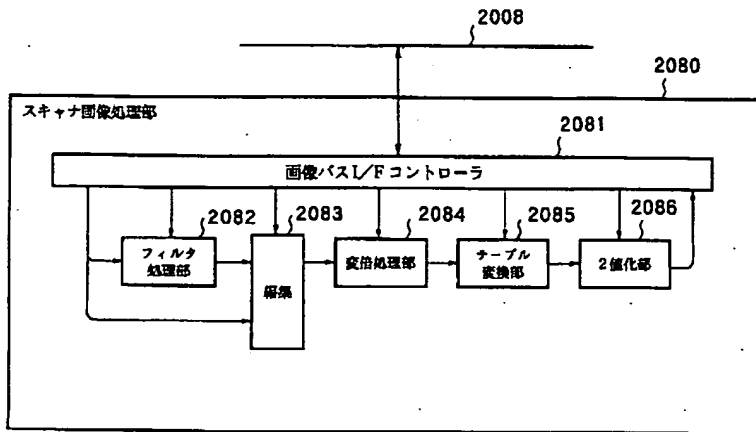 2008
2080
スキャナ画像処理部
2081
画像バスI/Fコントローラ
2082
2083
2084
2085
2086
フィルタ
処理部
編集
変倍処理部
テーブル
変換部
2値化部